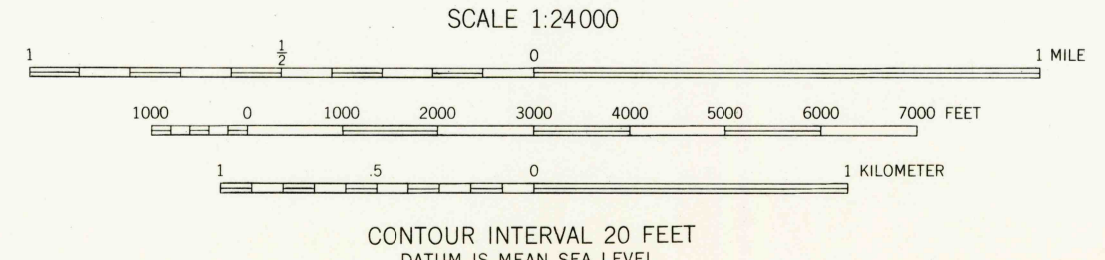 SCALE 1:24000
1 ½ 0 1 MILE
1000 0 1000 2000 3000 4000 5000 6000 7000 FEET
1 .5 0 1 KILOMETER
CONTOUR INTERVAL 20 FEET
DATUM IS MEAN SEA LEVEL